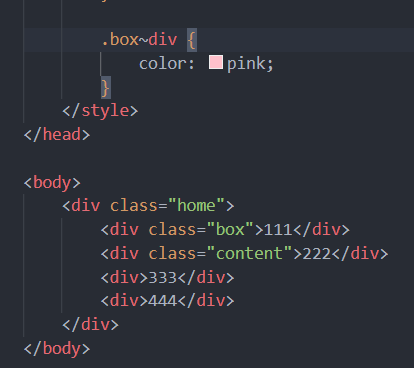 .box~div {
color: pink;
}
</style>
</head>
<body>
<div class="home">
<div class="box">111</div>
<div class="content">222</div>
<div>333</div>
<div>444</div>
</div>
</body>